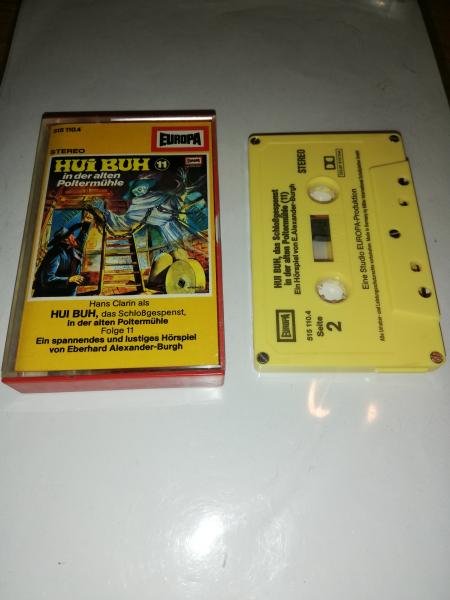 515 110.4
EUROPA
STEREO
HUI BUH 11
in der alten
Poltermühle
Hans Clarin als
HUI BUH, das Schloßgespenst,
in der alten Poltermühle
Folge 11
Ein spannendes und lustiges Hörspiel
von Eberhard Alexander-Burgh
STEREO
HUI BUH, das Schloßgespenst
in der alten Poltermühle (11)
Ein Hörspiel von E. Alexander-Burgh
EUROPA
515 110.4
Seite
2
Eine Studio EUROPA-Produktion